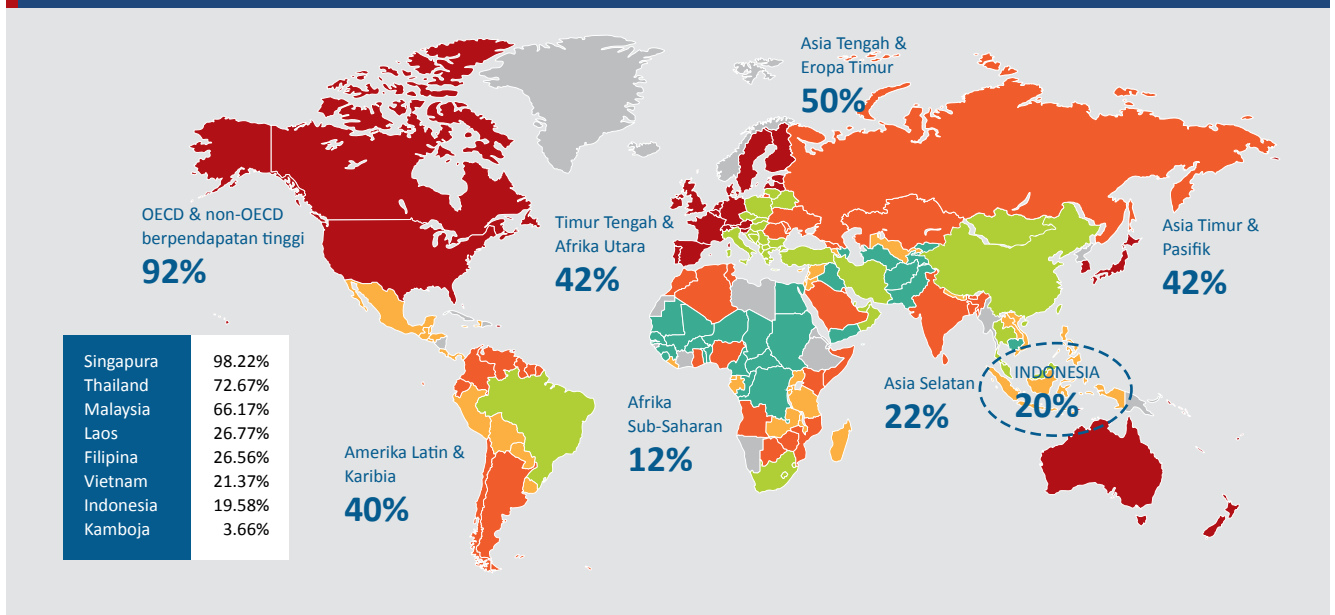 Asia Tengah &
Eropa Timur
50%
OECD & non-OECD
berpendapatan tinggi
92%
Timur Tengah &
Afrika Utara
42%
Asia Timur &
Pasifik
42%
Singapura 98.22%
Thailand 72.67%
Malaysia 66.17%
Laos 26.77%
Filipina 26.56%
Vietnam 21.37%
Indonesia 19.58%
Kamboja 3.66%
Amerika Latin &
Karibia
40%
Afrika
Sub-Saharan
12%
Asia Selatan
22%
INDONESIA
20%